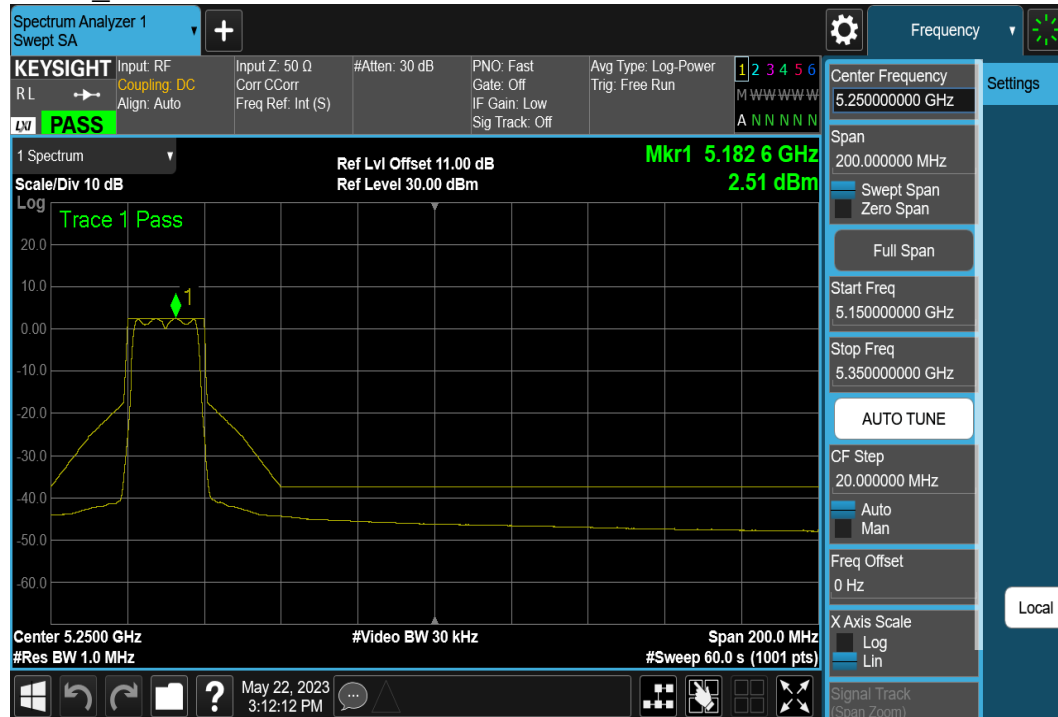 Spectrum Analyzer 1
Swept SA
+
Frequency
KEYSIGHT
R L
LXI
PASS
Input: RF
Coupling: DC
Align: Auto
Input Z: 50 Ω
Corr CCorr
Freq Ref: Int (S)
#Atten: 30 dB
PNO: Fast
Gate: Off
IF Gain: Low
Sig Track: Off
Avg Type: Log-Power
Trig: Free Run
1 2 3 4 5 6
M W W W W W
A N N N N N
1 Spectrum
Scale/Div 10 dB
Ref Lvl Offset 11.00 dB
Ref Level 30.00 dBm
Mkr1 5.182 6 GHz
2.51 dBm
Log
Trace 1 Pass
20.0
10.0
1
0.00
-10.0
-20.0
-30.0
-40.0
-50.0
-60.0
Center 5.2500 GHz
#Res BW 1.0 MHz
#Video BW 30 kHz
Span 200.0 MHz
#Sweep 60.0 s (1001 pts)
?
May 22, 2023
3:12:12 PM
Center Frequency
5.250000000 GHz
Span
200.000000 MHz
Swept Span
Zero Span
Full Span
Start Freq
5.150000000 GHz
Stop Freq
5.350000000 GHz
AUTO TUNE
CF Step
20.000000 MHz
Auto
Man
Freq Offset
0 Hz
X Axis Scale
Log
Lin
Signal Track
(Span Zoom)
Settings
Local